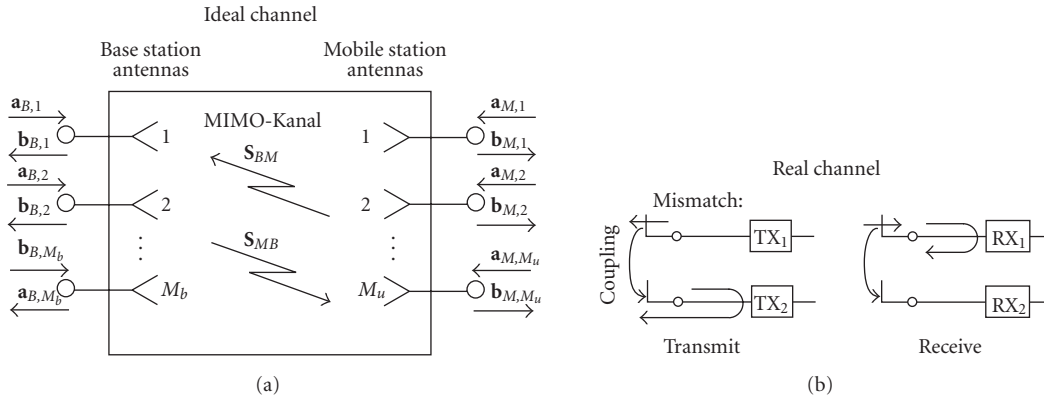 Ideal channel
Base station
antennas
Mobile station
antennas
MIMO-Kanal
a_{B,1}
b_{B,1}
a_{B,2}
b_{B,2}
⋮
b_{B,M_b}
a_{B,M_b}
1
2
⋮
M_b
S_{BM}
S_{MB}
1
2
⋮
M_u
a_{M,1}
b_{M,1}
a_{M,2}
b_{M,2}
a_{M,M_u}
b_{M,M_u}
(a)
Real channel
Mismatch:
Coupling
TX_1
TX_2
Transmit
RX_1
RX_2
Receive
(b)